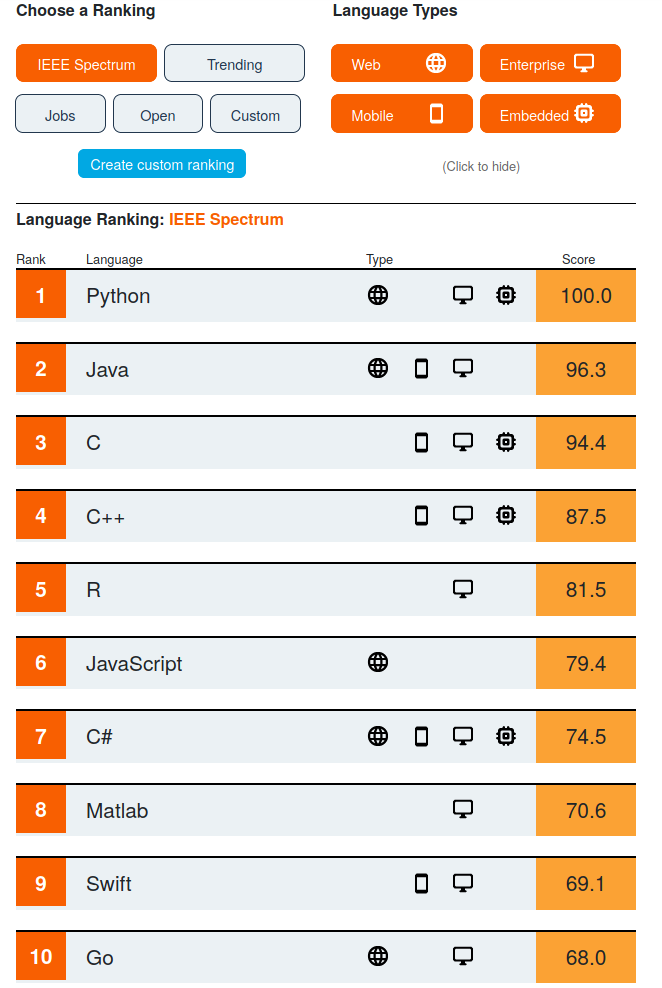 Choose a Ranking
Language Types
IEEE Spectrum
Trending
Web
Enterprise
Jobs
Open
Custom
Mobile
Embedded
Create custom ranking
(Click to hide)
Language Ranking: IEEE Spectrum
Rank Language Type Score
1 Python 100.0
2 Java 96.3
3 C 94.4
4 C++ 87.5
5 R 81.5
6 JavaScript 79.4
7 C# 74.5
8 Matlab 70.6
9 Swift 69.1
10 Go 68.0